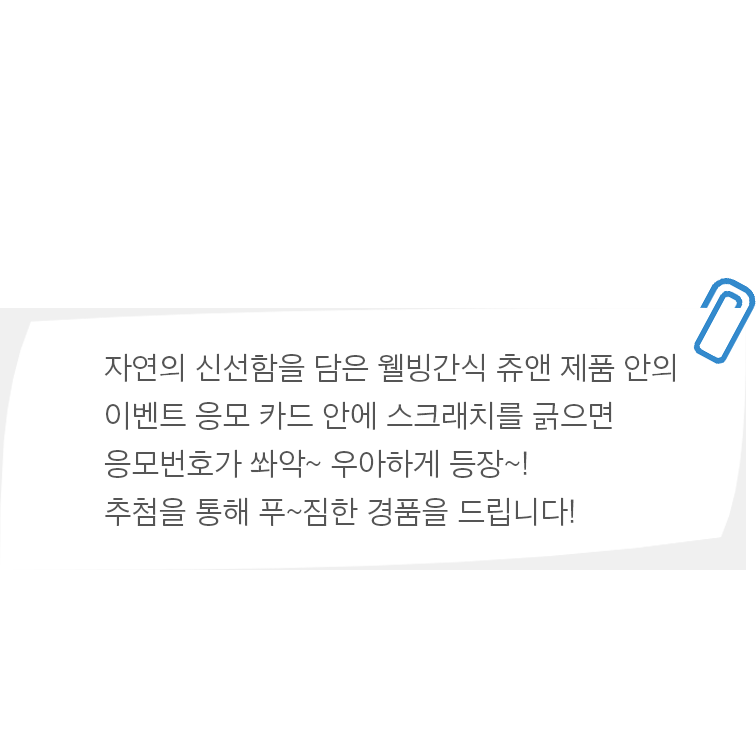 자연의 신선함을 담은 웰빙간식 츄앤 제품 안의
이벤트 응모 카드 안에 스크래치를 긁으면
응모번호가 쏴악~ 우아하게 등장~!
추첨을 통해 푸~짐한 경품을 드립니다!